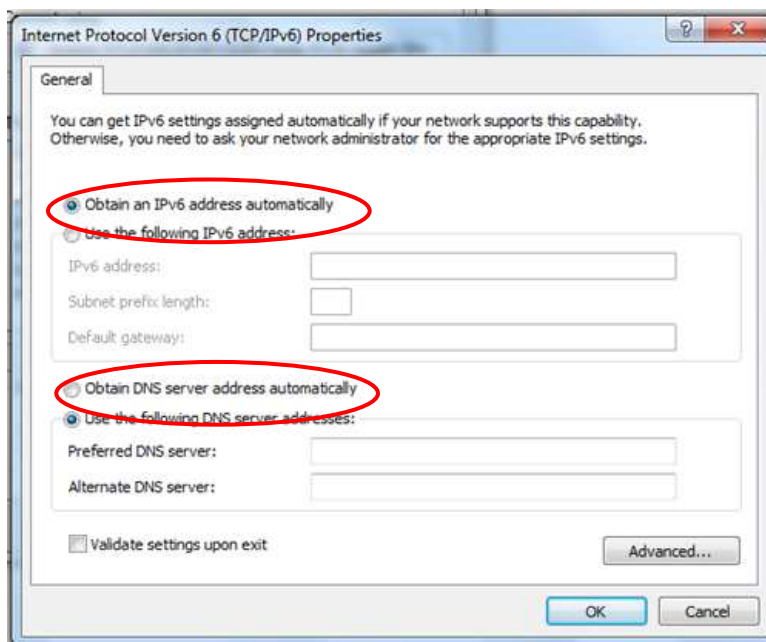 Internet Protocol Version 6 (TCP/IPv6) Properties
General
You can get IPv6 settings assigned automatically if your network supports this capability.
Otherwise, you need to ask your network administrator for the appropriate IPv6 settings.
Obtain an IPv6 address automatically
Use the following IPv6 address:
IPv6 address:
Subnet prefix length:
Default gateway:
Obtain DNS server address automatically
Use the following DNS server addresses:
Preferred DNS server:
Alternate DNS server:
Validate settings upon exit
Advanced...
OK
Cancel